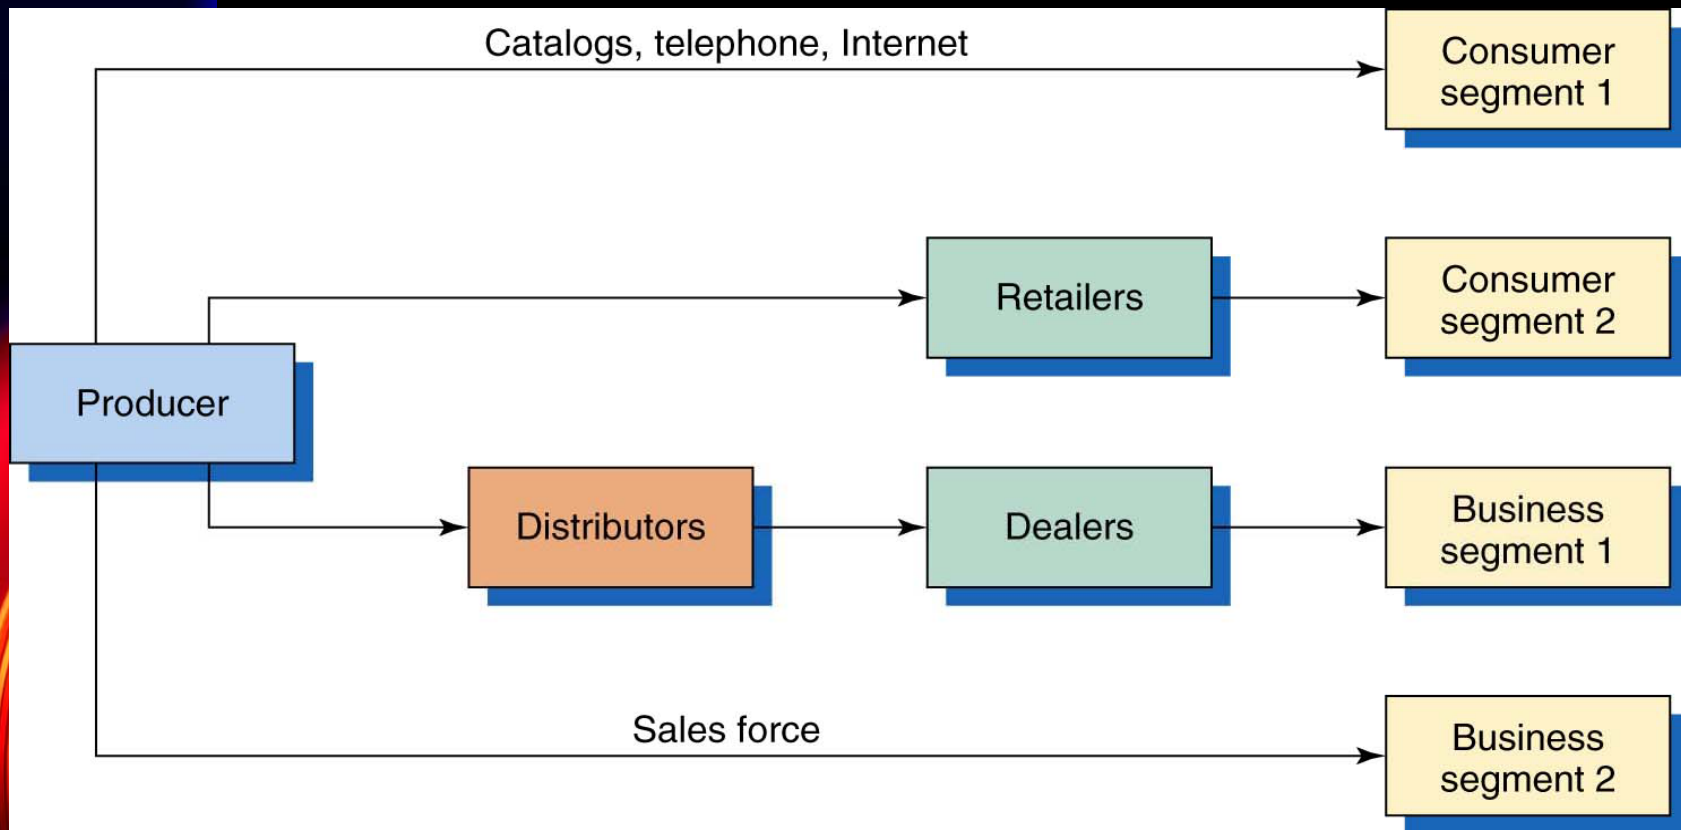 Catalogs, telephone, Internet
Consumer
segment 1
Retailers
Consumer
segment 2
Producer
Distributors
Dealers
Business
segment 1
Sales force
Business
segment 2